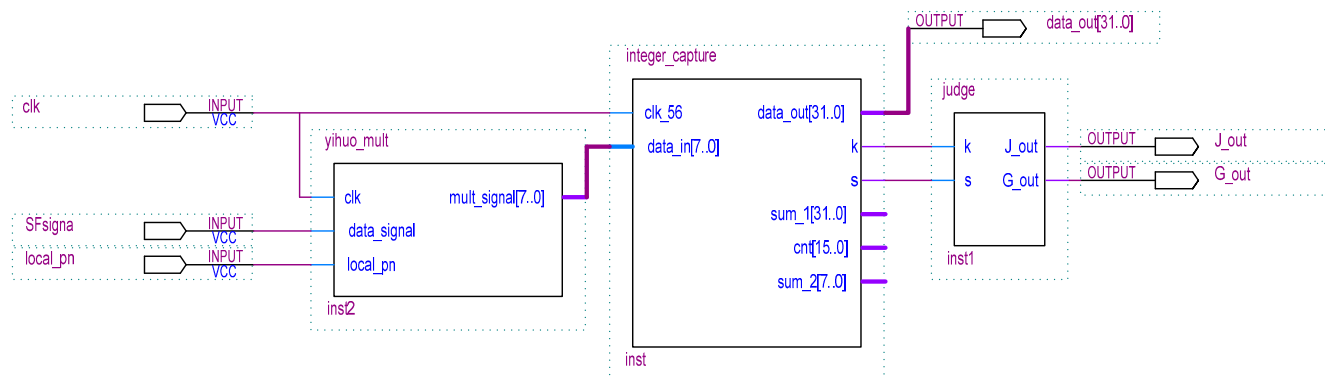 OUTPUT
data_out[31..0]
integer_capture
clk
INPUT
VCC
clk_56
data_out[31..0]
judge
yihuo_mult
data_in[7..0]
k
k
J_out
OUTPUT
J_out
s
s
G_out
OUTPUT
G_out
clk
mult_signal[7..0]
SFsigna
INPUT
VCC
data_signal
sum_1[31..0]
local_pn
INPUT
VCC
local_pn
cnt[15..0]
inst1
sum_2[7..0]
inst2
inst